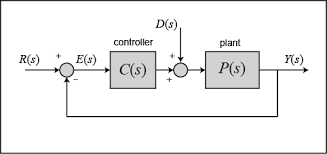 D(s)
controller
plant
R(s)
+
−
E(s)
C(s)
+
+
P(s)
Y(s)